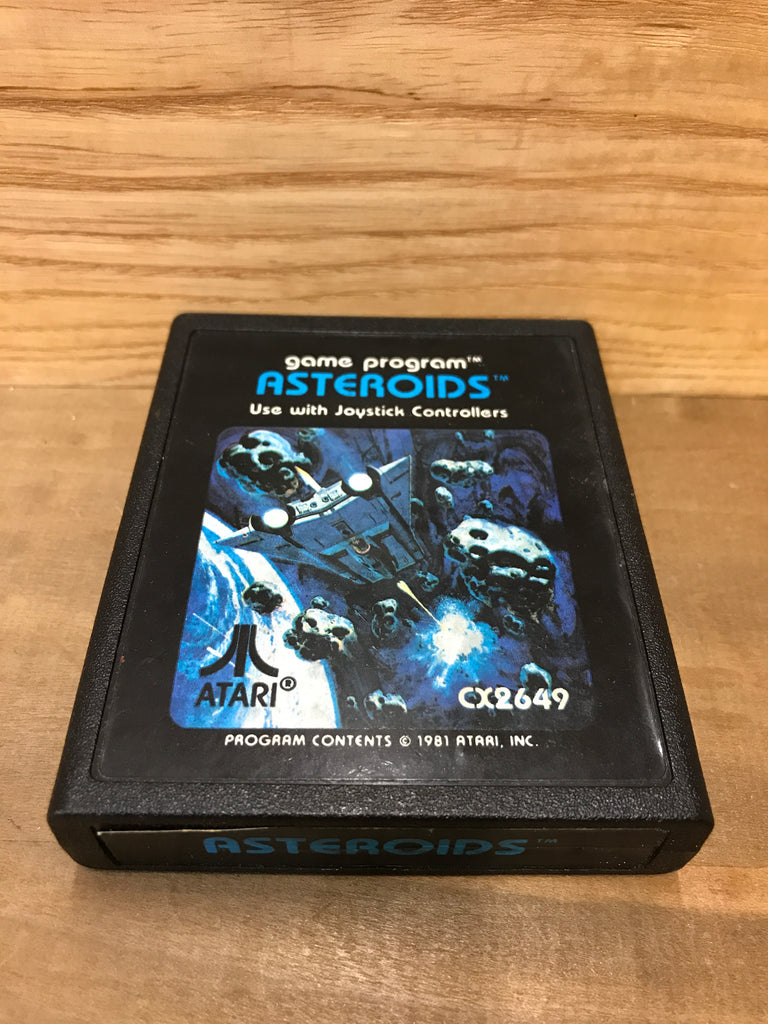 game program™
ASTEROIDS™
Use with Joystick Controllers
ATARI®
CX2649
PROGRAM CONTENTS © 1981 ATARI, INC.
ASTEROIDS™